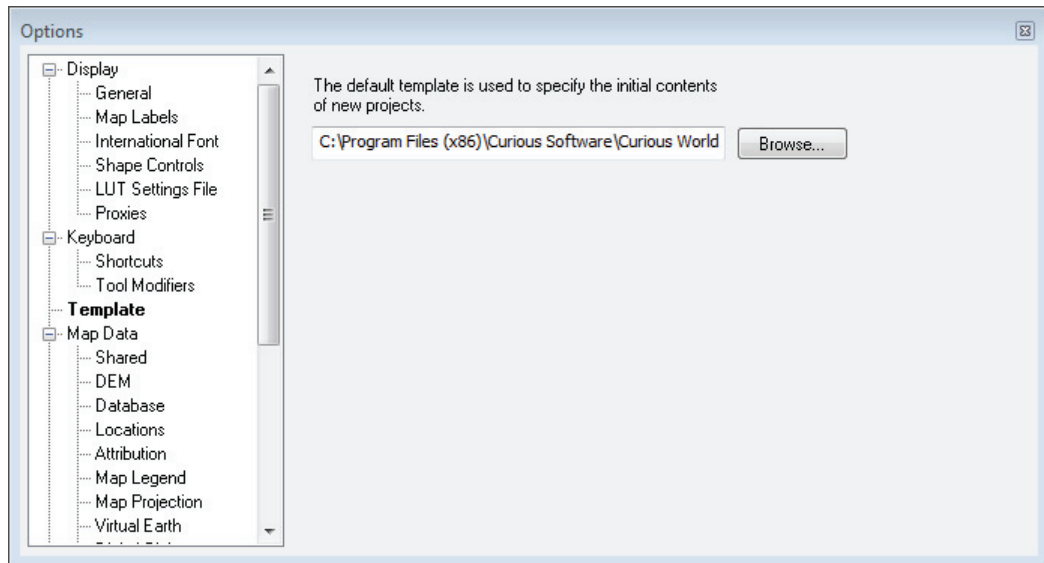 Options
Display
General
Map Labels
International Font
Shape Controls
LUT Settings File
Proxies
Keyboard
Shortcuts
Tool Modifiers
Template
Map Data
Shared
DEM
Database
Locations
Attribution
Map Legend
Map Projection
Virtual Earth
The default template is used to specify the initial contents
of new projects.
C:\Program Files (x86)\Curious Software\Curious World
Browse...